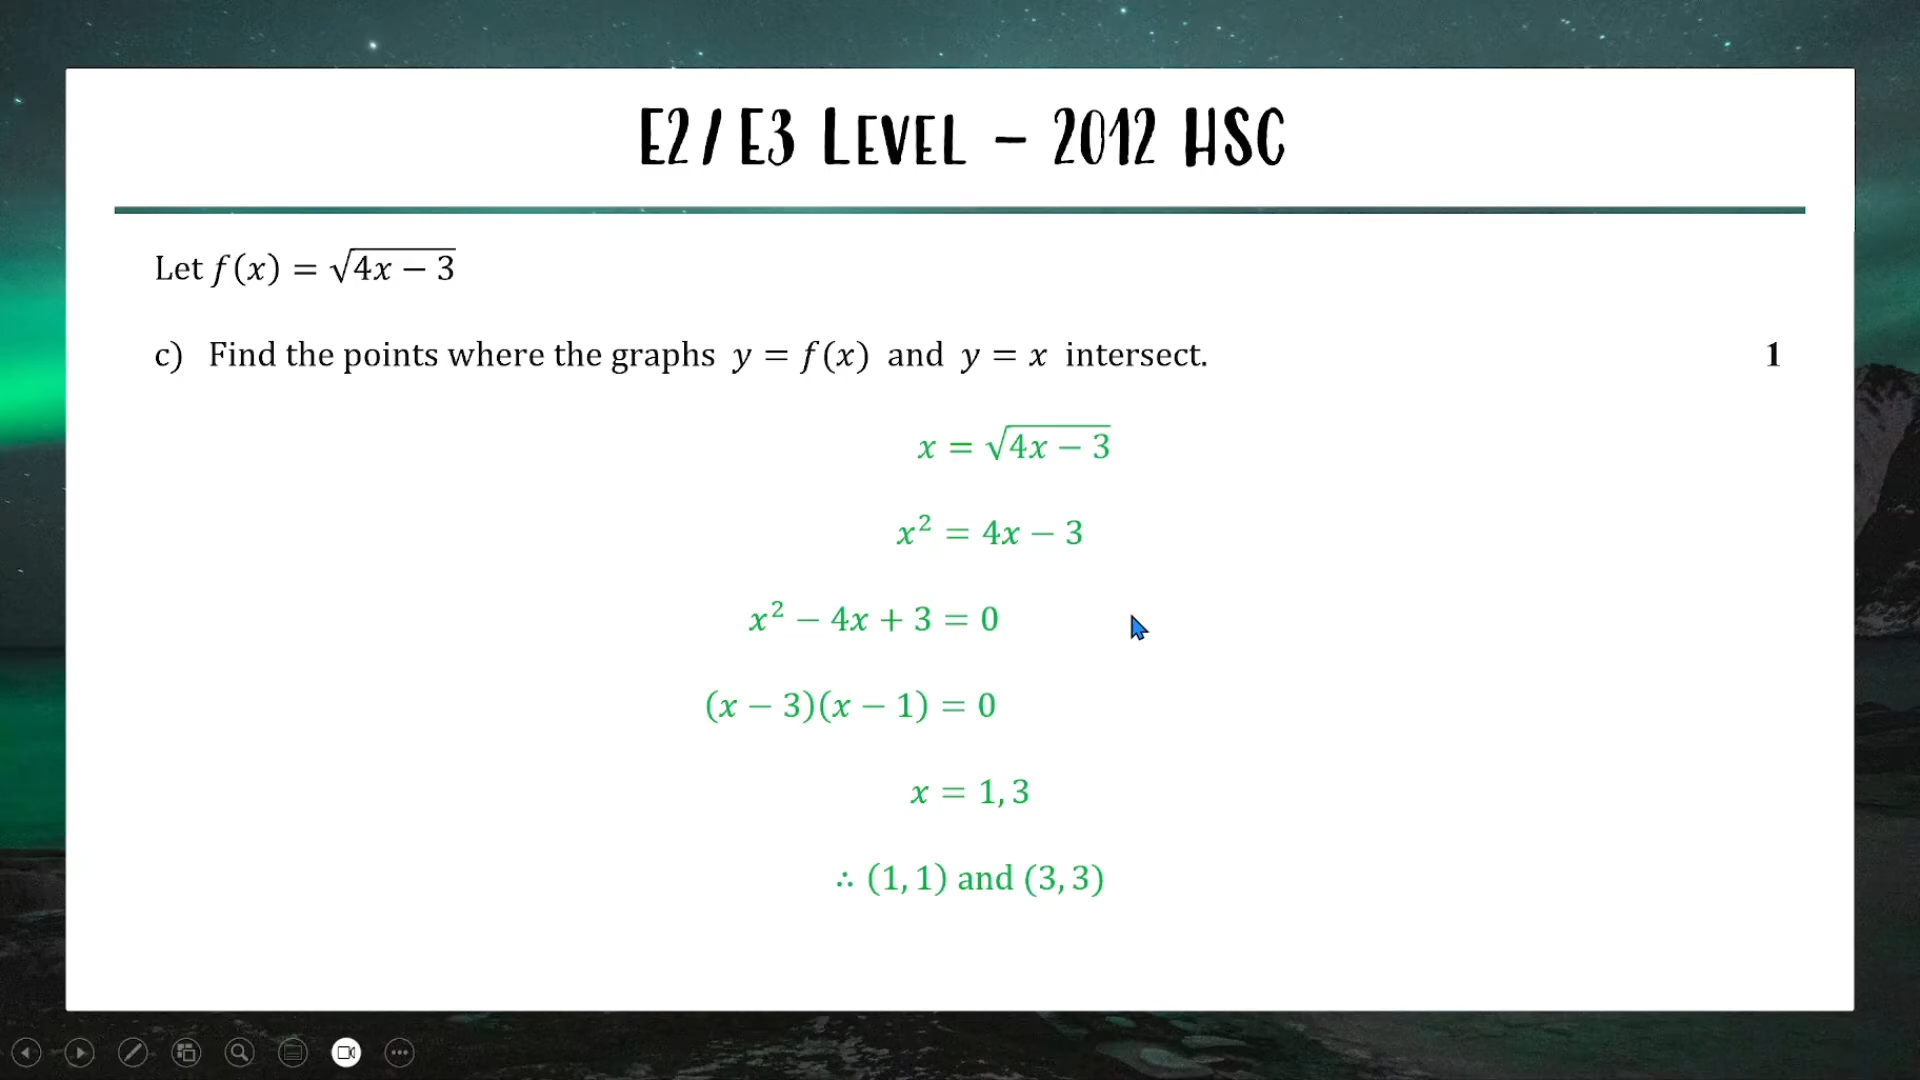 E2/ E3 LEVEL – 2012 HSC
Let f(x) = √(4x − 3)
c) Find the points where the graphs y = f(x) and y = x intersect. 1
x = √(4x − 3)
x² = 4x − 3
x² − 4x + 3 = 0
(x − 3)(x − 1) = 0
x = 1, 3
∴ (1, 1) and (3, 3)